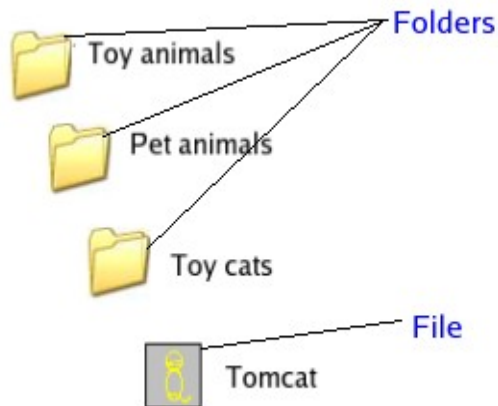 Folders
Toy animals
Pet animals
Toy cats
File
Tomcat